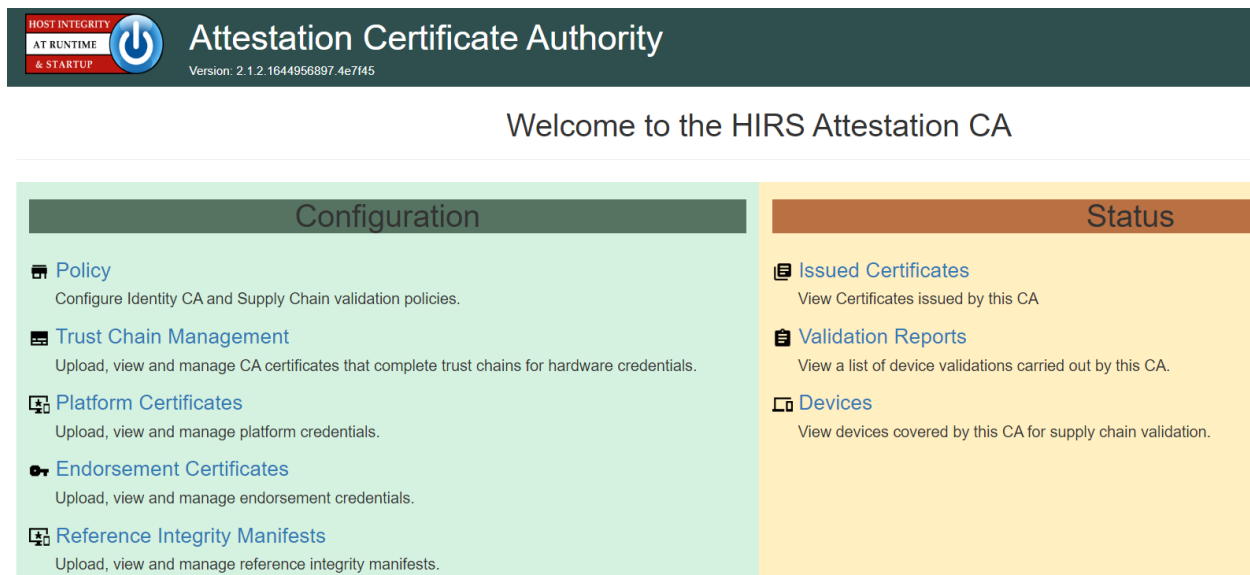 HOST INTEGRITY
AT RUNTIME
& STARTUP
Attestation Certificate Authority
Version: 2.1.2.1644956897.4e7f45
Welcome to the HIRS Attestation CA
Configuration
Policy
Configure Identity CA and Supply Chain validation policies.
Trust Chain Management
Upload, view and manage CA certificates that complete trust chains for hardware credentials.
Platform Certificates
Upload, view and manage platform credentials.
Endorsement Certificates
Upload, view and manage endorsement credentials.
Reference Integrity Manifests
Upload, view and manage reference integrity manifests.
Status
Issued Certificates
View Certificates issued by this CA
Validation Reports
View a list of device validations carried out by this CA.
Devices
View devices covered by this CA for supply chain validation.